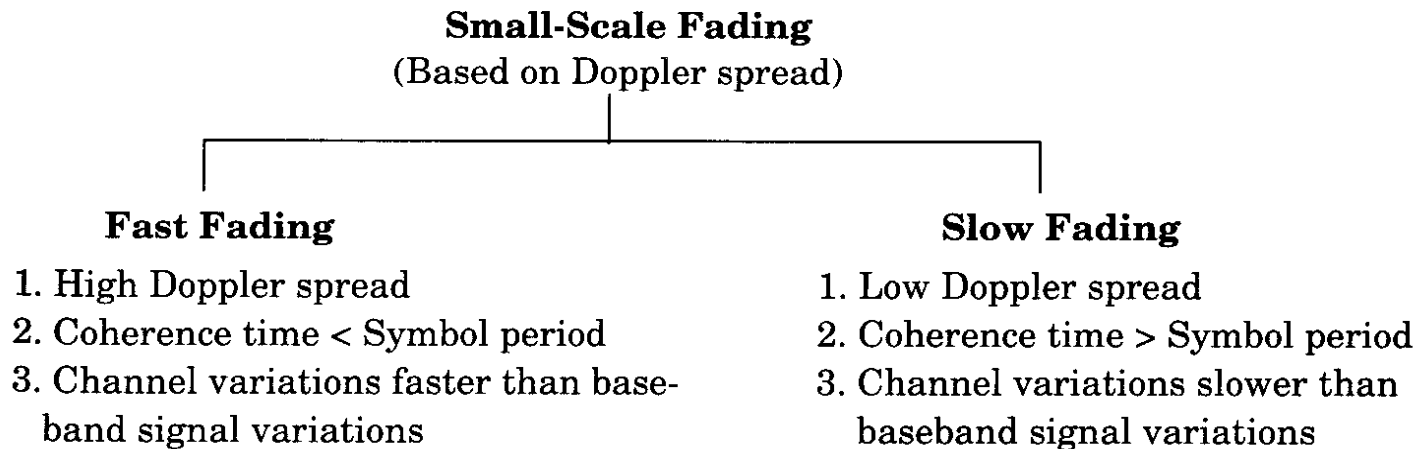 Small-Scale Fading
(Based on Doppler spread)
Fast Fading
1. High Doppler spread
2. Coherence time < Symbol period
3. Channel variations faster than base-
band signal variations
Slow Fading
1. Low Doppler spread
2. Coherence time > Symbol period
3. Channel variations slower than
baseband signal variations